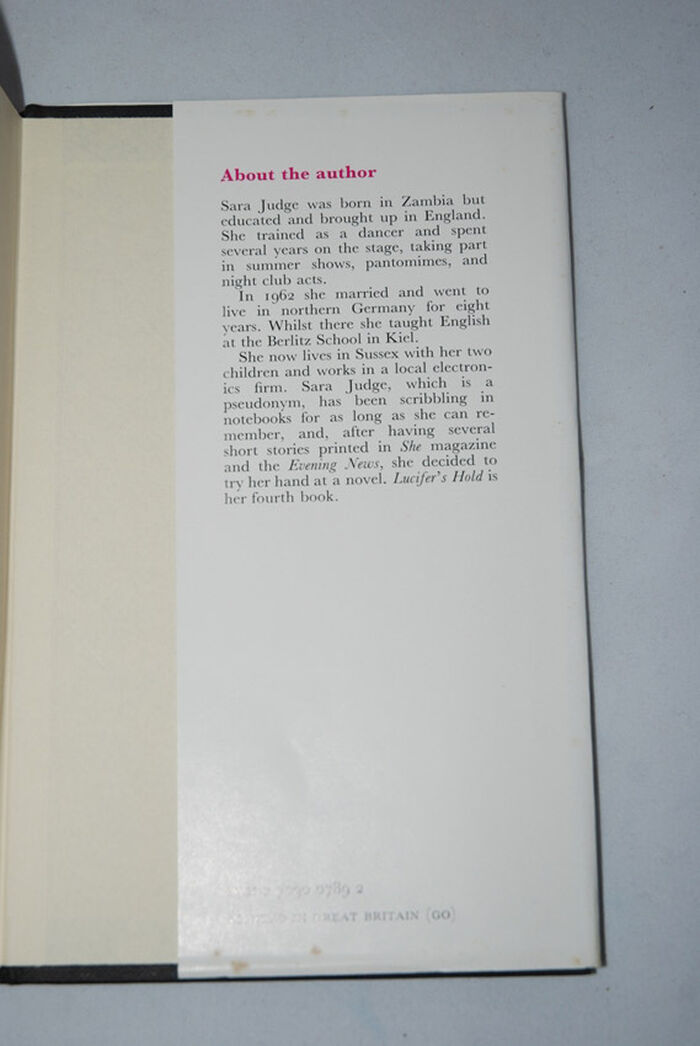 About the author
Sara Judge was born in Zambia but
educated and brought up in England.
She trained as a dancer and spent
several years on the stage, taking part
in summer shows, pantomimes, and
night club acts.
In 1962 she married and went to
live in northern Germany for eight
years. Whilst there she taught English
at the Berlitz School in Kiel.
She now lives in Sussex with her two
children and works in a local electron-
ics firm. Sara Judge, which is a
pseudonym, has been scribbling in
notebooks for as long as she can re-
member, and, after having several
short stories printed in She magazine
and the Evening News, she decided to
try her hand at a novel. Lucifer's Hold is
her fourth book.
0789 2
IN GREAT BRITAIN (GO)